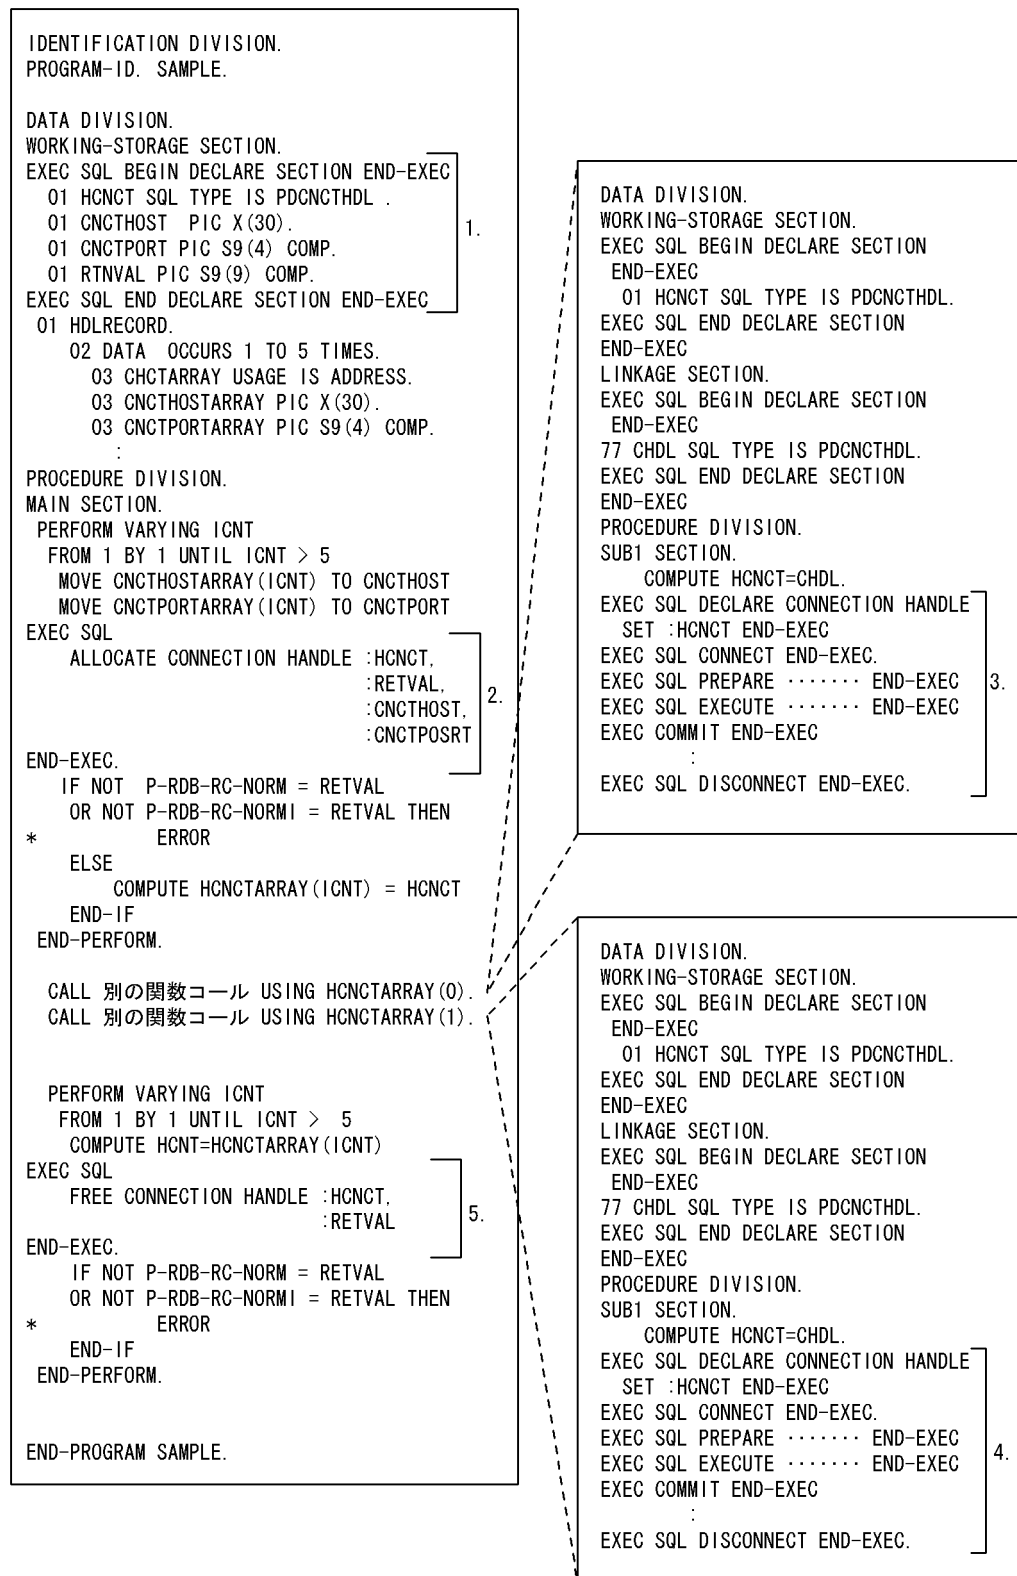 IDENTIFICATION DIVISION.
PROGRAM-ID. SAMPLE.
DATA DIVISION.
WORKING-STORAGE SECTION.
EXEC SQL BEGIN DECLARE SECTION END-EXEC
01 HCNCT SQL TYPE IS PDCNCTHDL .
01 CNCTHOST PIC X(30).
01 CNCTPORT PIC S9(4) COMP.
01 RTNVAL PIC S9(9) COMP.
EXEC SQL END DECLARE SECTION END-EXEC
1.
01 HDLRECORD.
02 DATA OCCURS 1 TO 5 TIMES.
03 CHCTARRAY USAGE IS ADDRESS.
03 CNCTHOSTARRAY PIC X(30).
03 CNCTPORTARRAY PIC S9(4) COMP.
:
PROCEDURE DIVISION.
MAIN SECTION.
PERFORM VARYING ICNT
FROM 1 BY 1 UNTIL ICNT > 5
MOVE CNCTHOSTARRAY(ICNT) TO CNCTHOST
MOVE CNCTPORTARRAY(ICNT) TO CNCTPORT
EXEC SQL
ALLOCATE CONNECTION HANDLE :HCNCT,
:RETVAL,
:CNCTHOST,
:CNCTPOSRT
END-EXEC.
2.
IF NOT P-RDB-RC-NORM = RETVAL
OR NOT P-RDB-RC-NORMI = RETVAL THEN
* ERROR
ELSE
COMPUTE HCNCTARRAY(ICNT) = HCNCT
END-IF
END-PERFORM.
CALL 別の関数コール USING HCNCTARRAY(0).
CALL 別の関数コール USING HCNCTARRAY(1).
PERFORM VARYING ICNT
FROM 1 BY 1 UNTIL ICNT > 5
COMPUTE HCNT=HCNCTARRAY(ICNT)
EXEC SQL
FREE CONNECTION HANDLE :HCNCT,
:RETVAL
END-EXEC.
5.
IF NOT P-RDB-RC-NORM = RETVAL
OR NOT P-RDB-RC-NORMI = RETVAL THEN
* ERROR
END-IF
END-PERFORM.
END-PROGRAM SAMPLE.
DATA DIVISION.
WORKING-STORAGE SECTION.
EXEC SQL BEGIN DECLARE SECTION
END-EXEC
01 HCNCT SQL TYPE IS PDCNCTHDL.
EXEC SQL END DECLARE SECTION
END-EXEC
LINKAGE SECTION.
EXEC SQL BEGIN DECLARE SECTION
END-EXEC
77 CHDL SQL TYPE IS PDCNCTHDL.
EXEC SQL END DECLARE SECTION
END-EXEC
PROCEDURE DIVISION.
SUB1 SECTION.
COMPUTE HCNCT=CHDL.
EXEC SQL DECLARE CONNECTION HANDLE
SET :HCNCT END-EXEC
EXEC SQL CONNECT END-EXEC.
EXEC SQL PREPARE ······· END-EXEC
EXEC SQL EXECUTE ······· END-EXEC
EXEC COMMIT END-EXEC
:
EXEC SQL DISCONNECT END-EXEC.
3.
DATA DIVISION.
WORKING-STORAGE SECTION.
EXEC SQL BEGIN DECLARE SECTION
END-EXEC
01 HCNCT SQL TYPE IS PDCNCTHDL.
EXEC SQL END DECLARE SECTION
END-EXEC
LINKAGE SECTION.
EXEC SQL BEGIN DECLARE SECTION
END-EXEC
77 CHDL SQL TYPE IS PDCNCTHDL.
EXEC SQL END DECLARE SECTION
END-EXEC
PROCEDURE DIVISION.
SUB1 SECTION.
COMPUTE HCNCT=CHDL.
EXEC SQL DECLARE CONNECTION HANDLE
SET :HCNCT END-EXEC
EXEC SQL CONNECT END-EXEC.
EXEC SQL PREPARE ······· END-EXEC
EXEC SQL EXECUTE ······· END-EXEC
EXEC COMMIT END-EXEC
:
EXEC SQL DISCONNECT END-EXEC.
4.